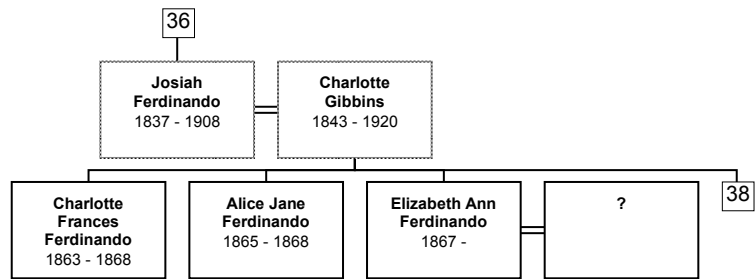 36
Josiah
Ferdinando
1837 - 1908
Charlotte
Gibbins
1843 - 1920
Charlotte
Frances
Ferdinando
1863 - 1868
Alice Jane
Ferdinando
1865 - 1868
Elizabeth Ann
Ferdinando
1867 -
?
38